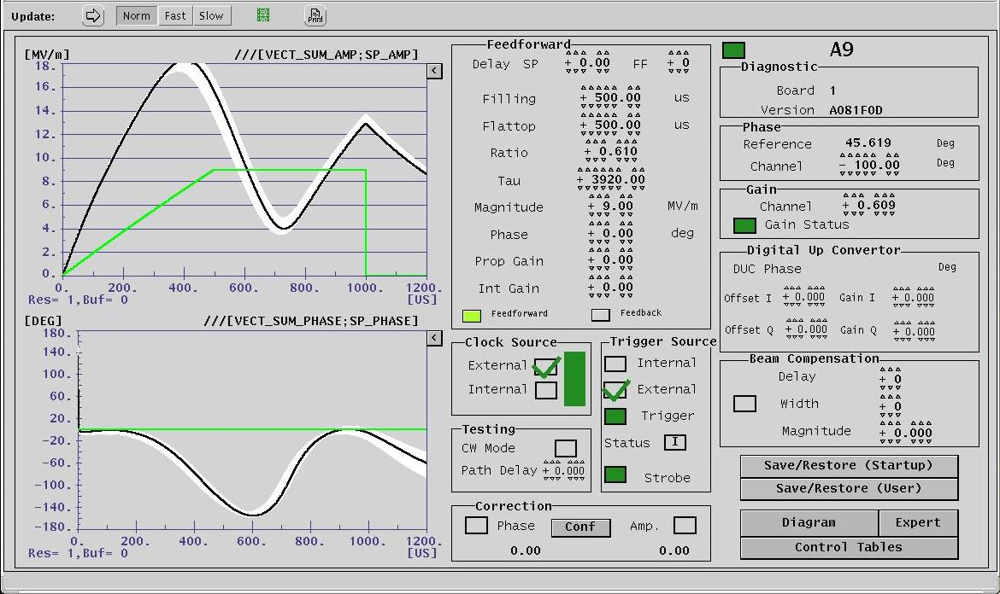 Update: Norm Fast Slow Print
[MV/m] ///[VECT_SUM_AMP;SP_AMP] <
18.
16.
14.
12.
10.
8.
6.
4.
2.
0.
0. 200. 400. 600. 800. 1000. 1200.
Res= 1,Buf= 0 [US]
[DEG] ///[VECT_SUM_PHASE;SP_PHASE] <
180.
140.
100.
60.
20.
-20.
-60.
-100.
-140.
-180.
0. 200. 400. 600. 800. 1000. 1200.
Res= 1,Buf= 0 [US]
Feedforward
Delay SP + 0.00 FF + 0
Filling + 500.00 us
Flattop + 500.00 us
Ratio + 0.610
Tau + 3920.00
Magnitude + 9.00 MV/m
Phase + 0.00 deg
Prop Gain + 0.00
Int Gain + 0.00
Feedforward Feedback
Clock Source
External
Internal
Testing
CW Mode
Path Delay + 0.000
Trigger Source
Internal
External
Trigger
Status I
Strobe
Correction
Phase Conf Amp.
0.00 0.00
A9
Diagnostic
Board 1
Version A081F0D
Phase
Reference 45.619 Deg
Channel - 100.00 Deg
Gain
Channel + 0.609
Gain Status
Digital Up Convertor
DUC Phase Deg
Offset I + 0.000 Gain I + 0.000
Offset Q + 0.000 Gain Q + 0.000
Beam Compensation
Delay + 0
Width + 0
Magnitude + 0.000
Save/Restore (Startup)
Save/Restore (User)
Diagram Expert
Control Tables